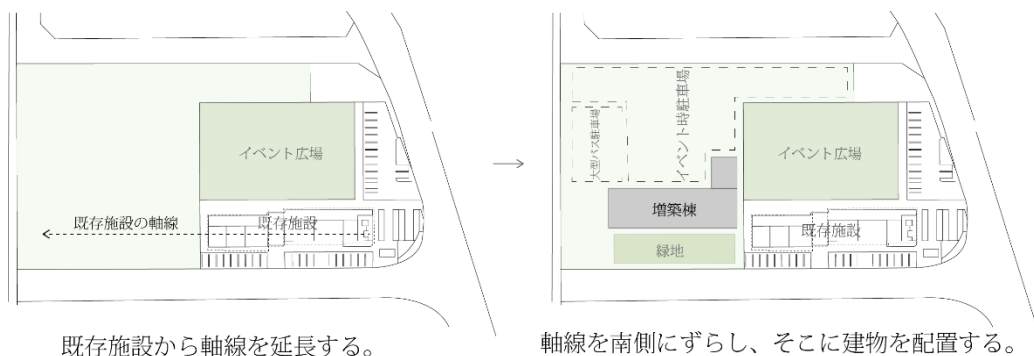 イベント広場
既存施設の軸線
既存施設
既存施設から軸線を延長する。
イベント時駐車場
大型バス駐車場
イベント広場
増築棟
既存施設
緑地
軸線を南側にずらし、そこに建物を配置する。